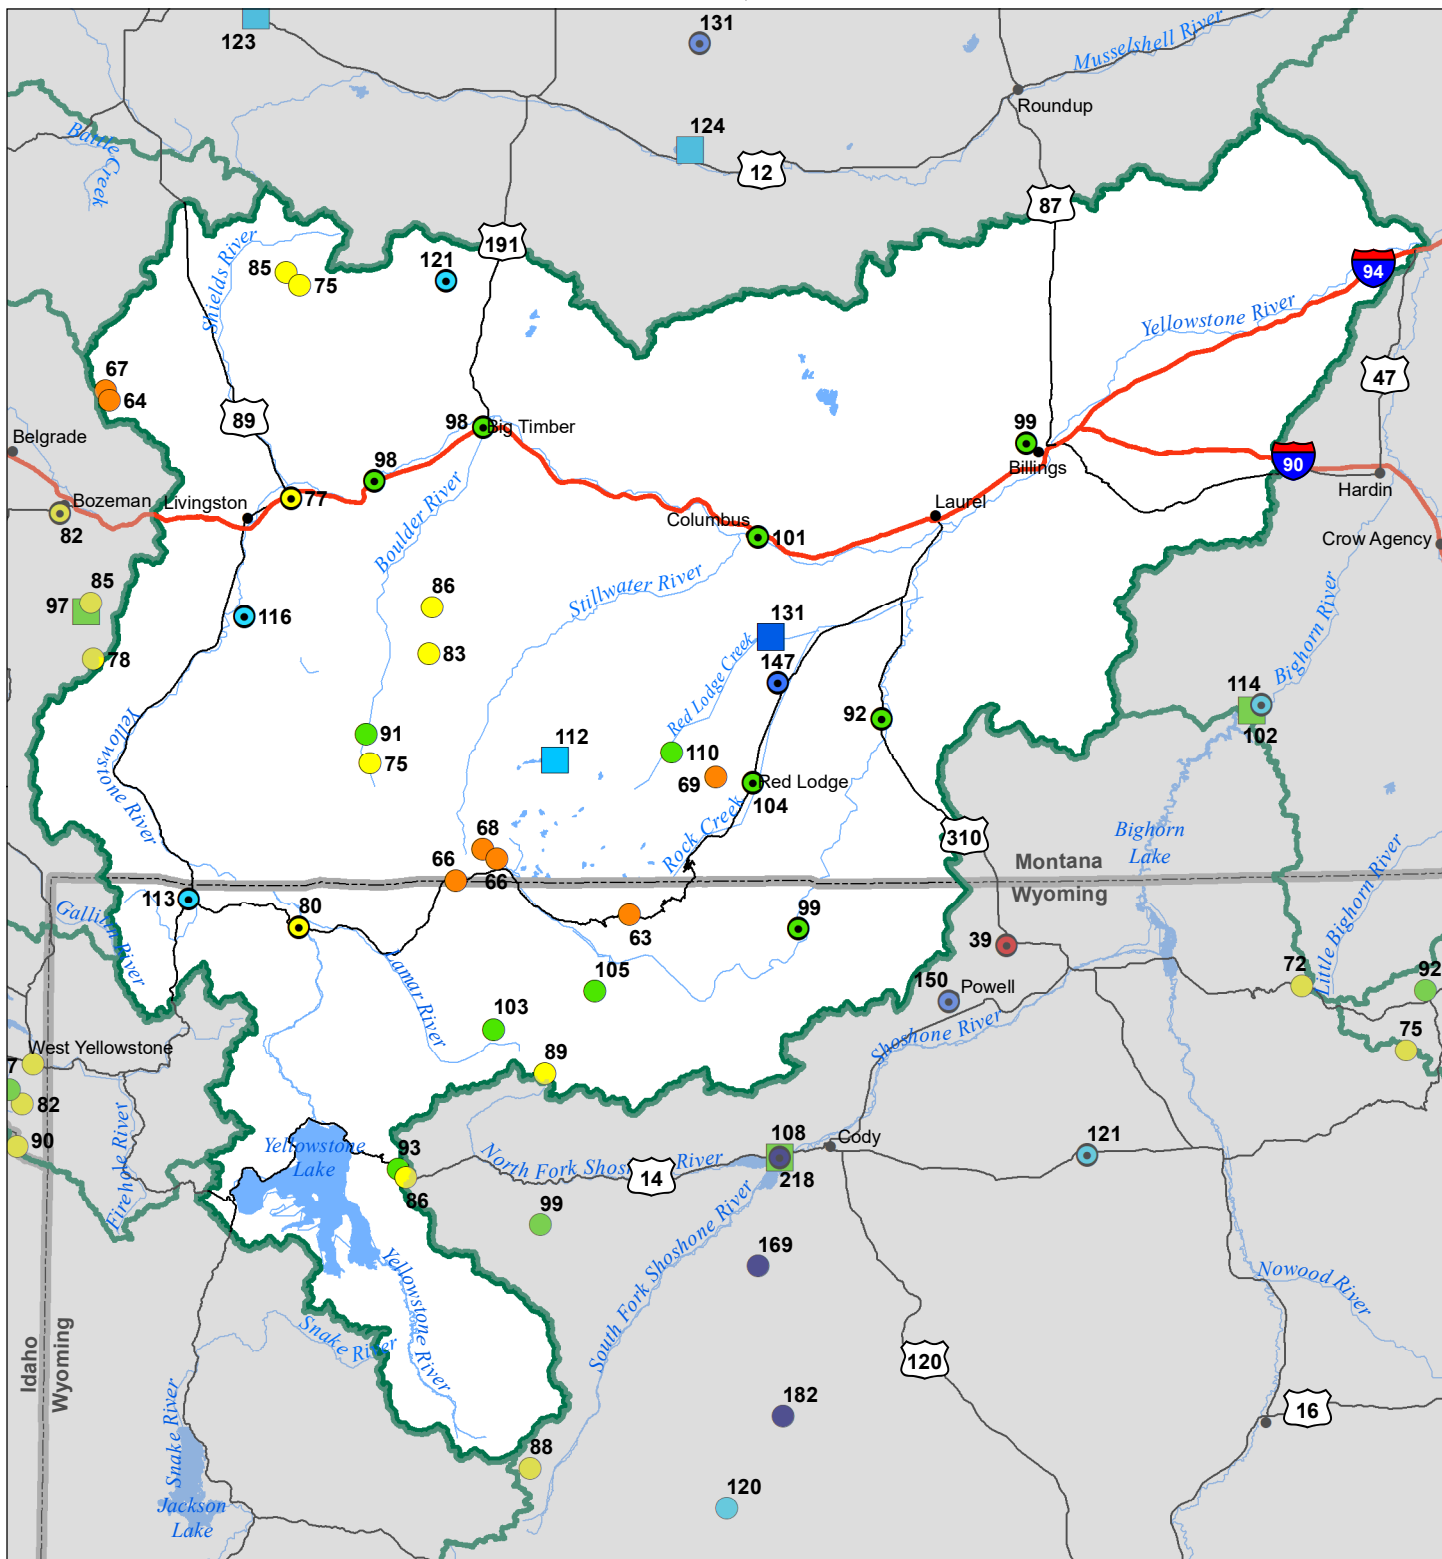 123
131
Musselshell River
Roundup
Battle
Creek
124
12
87
191
Shields River
85
75
121
94
Yellowstone River
67
64
47
89
Belgrade
98
Big Timber
99
Billings
90
98
Hardin
Bozeman
Livingston
77
82
Boulder River
Columbus
101
Laurel
Crow Agency
85
97
86
Stillwater River
116
131
Bighorn River
83
78
Red Lodge Creek
147
114
102
92
Yellowstone River
91
75
112
110
69
Red Lodge
104
Rock Creek
310
Bighorn
Lake
68
66
66
Montana
Wyoming
Little Bighorn River
113
80
Gallatin River
63
99
39
Lamar River
105
150
Powell
72
92
103
Shoshone River
West Yellowstone
89
75
7
82
90
Firehole River
Yellowstone
Lake
93
86
North Fork Shoshone River
14
108
218
Cody
121
99
169
South Fork Shoshone River
Nowood River
Yellowstone River
Snake River
Idaho
Wyoming
120
182
16
Snake River
88
120
Jackson
Lake